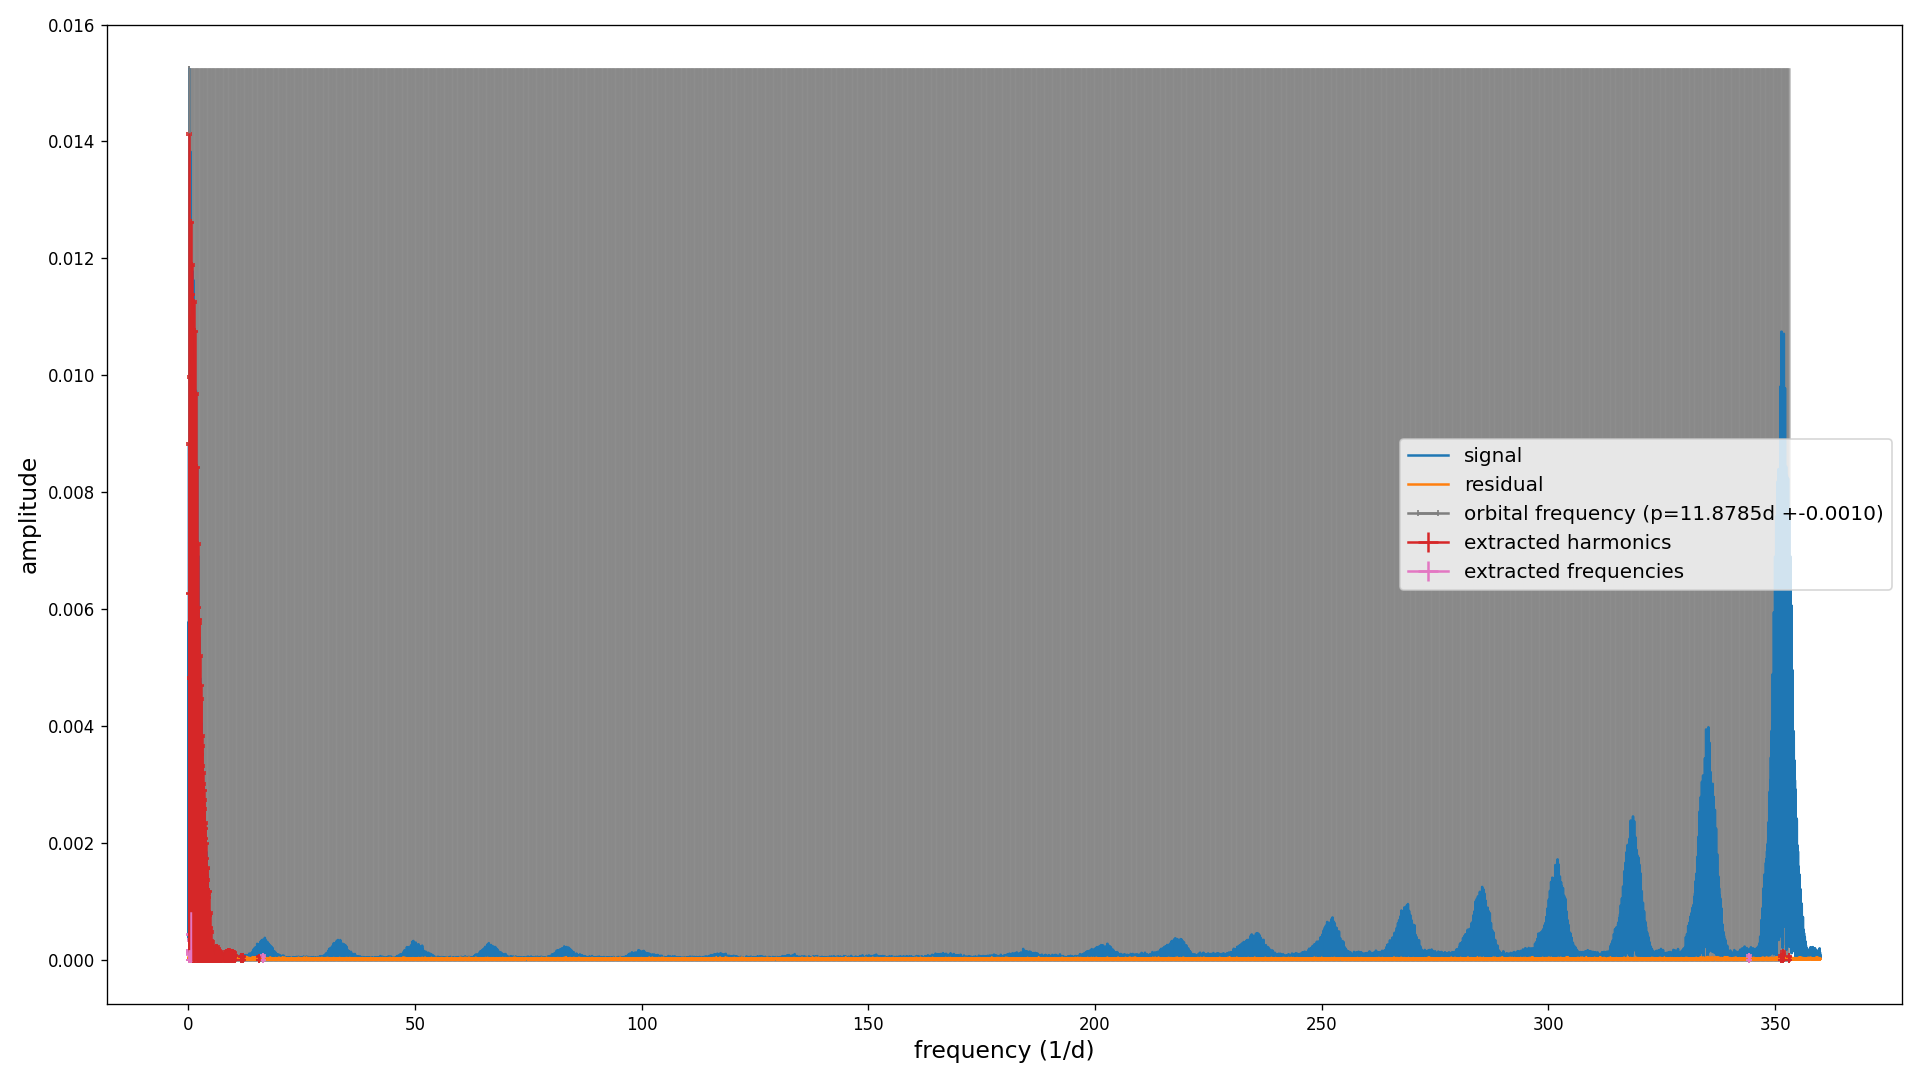 0.016
0.014
0.012
0.010
0.008
0.006
0.004
0.002
0.000
amplitude
signal
residual
orbital frequency (p=11.8785d +-0.0010)
extracted harmonics
extracted frequencies
0 50 100 150 200 250 300 350
frequency (1/d)